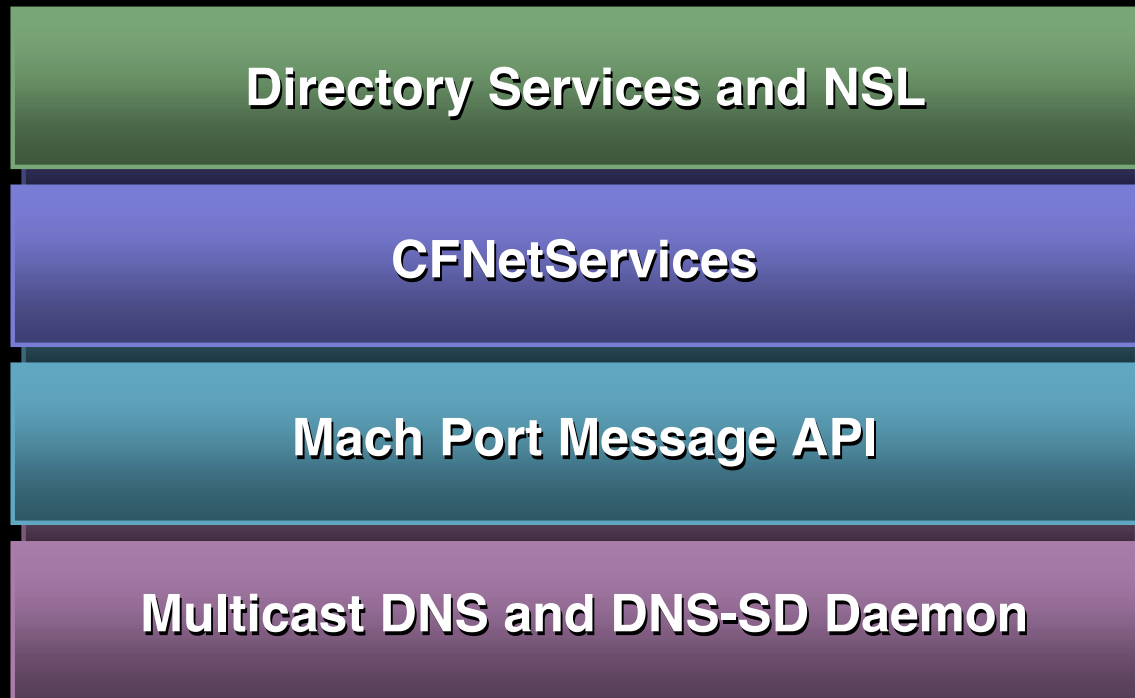 Directory Services and NSL
CFNetServices
Mach Port Message API
Multicast DNS and DNS-SD Daemon